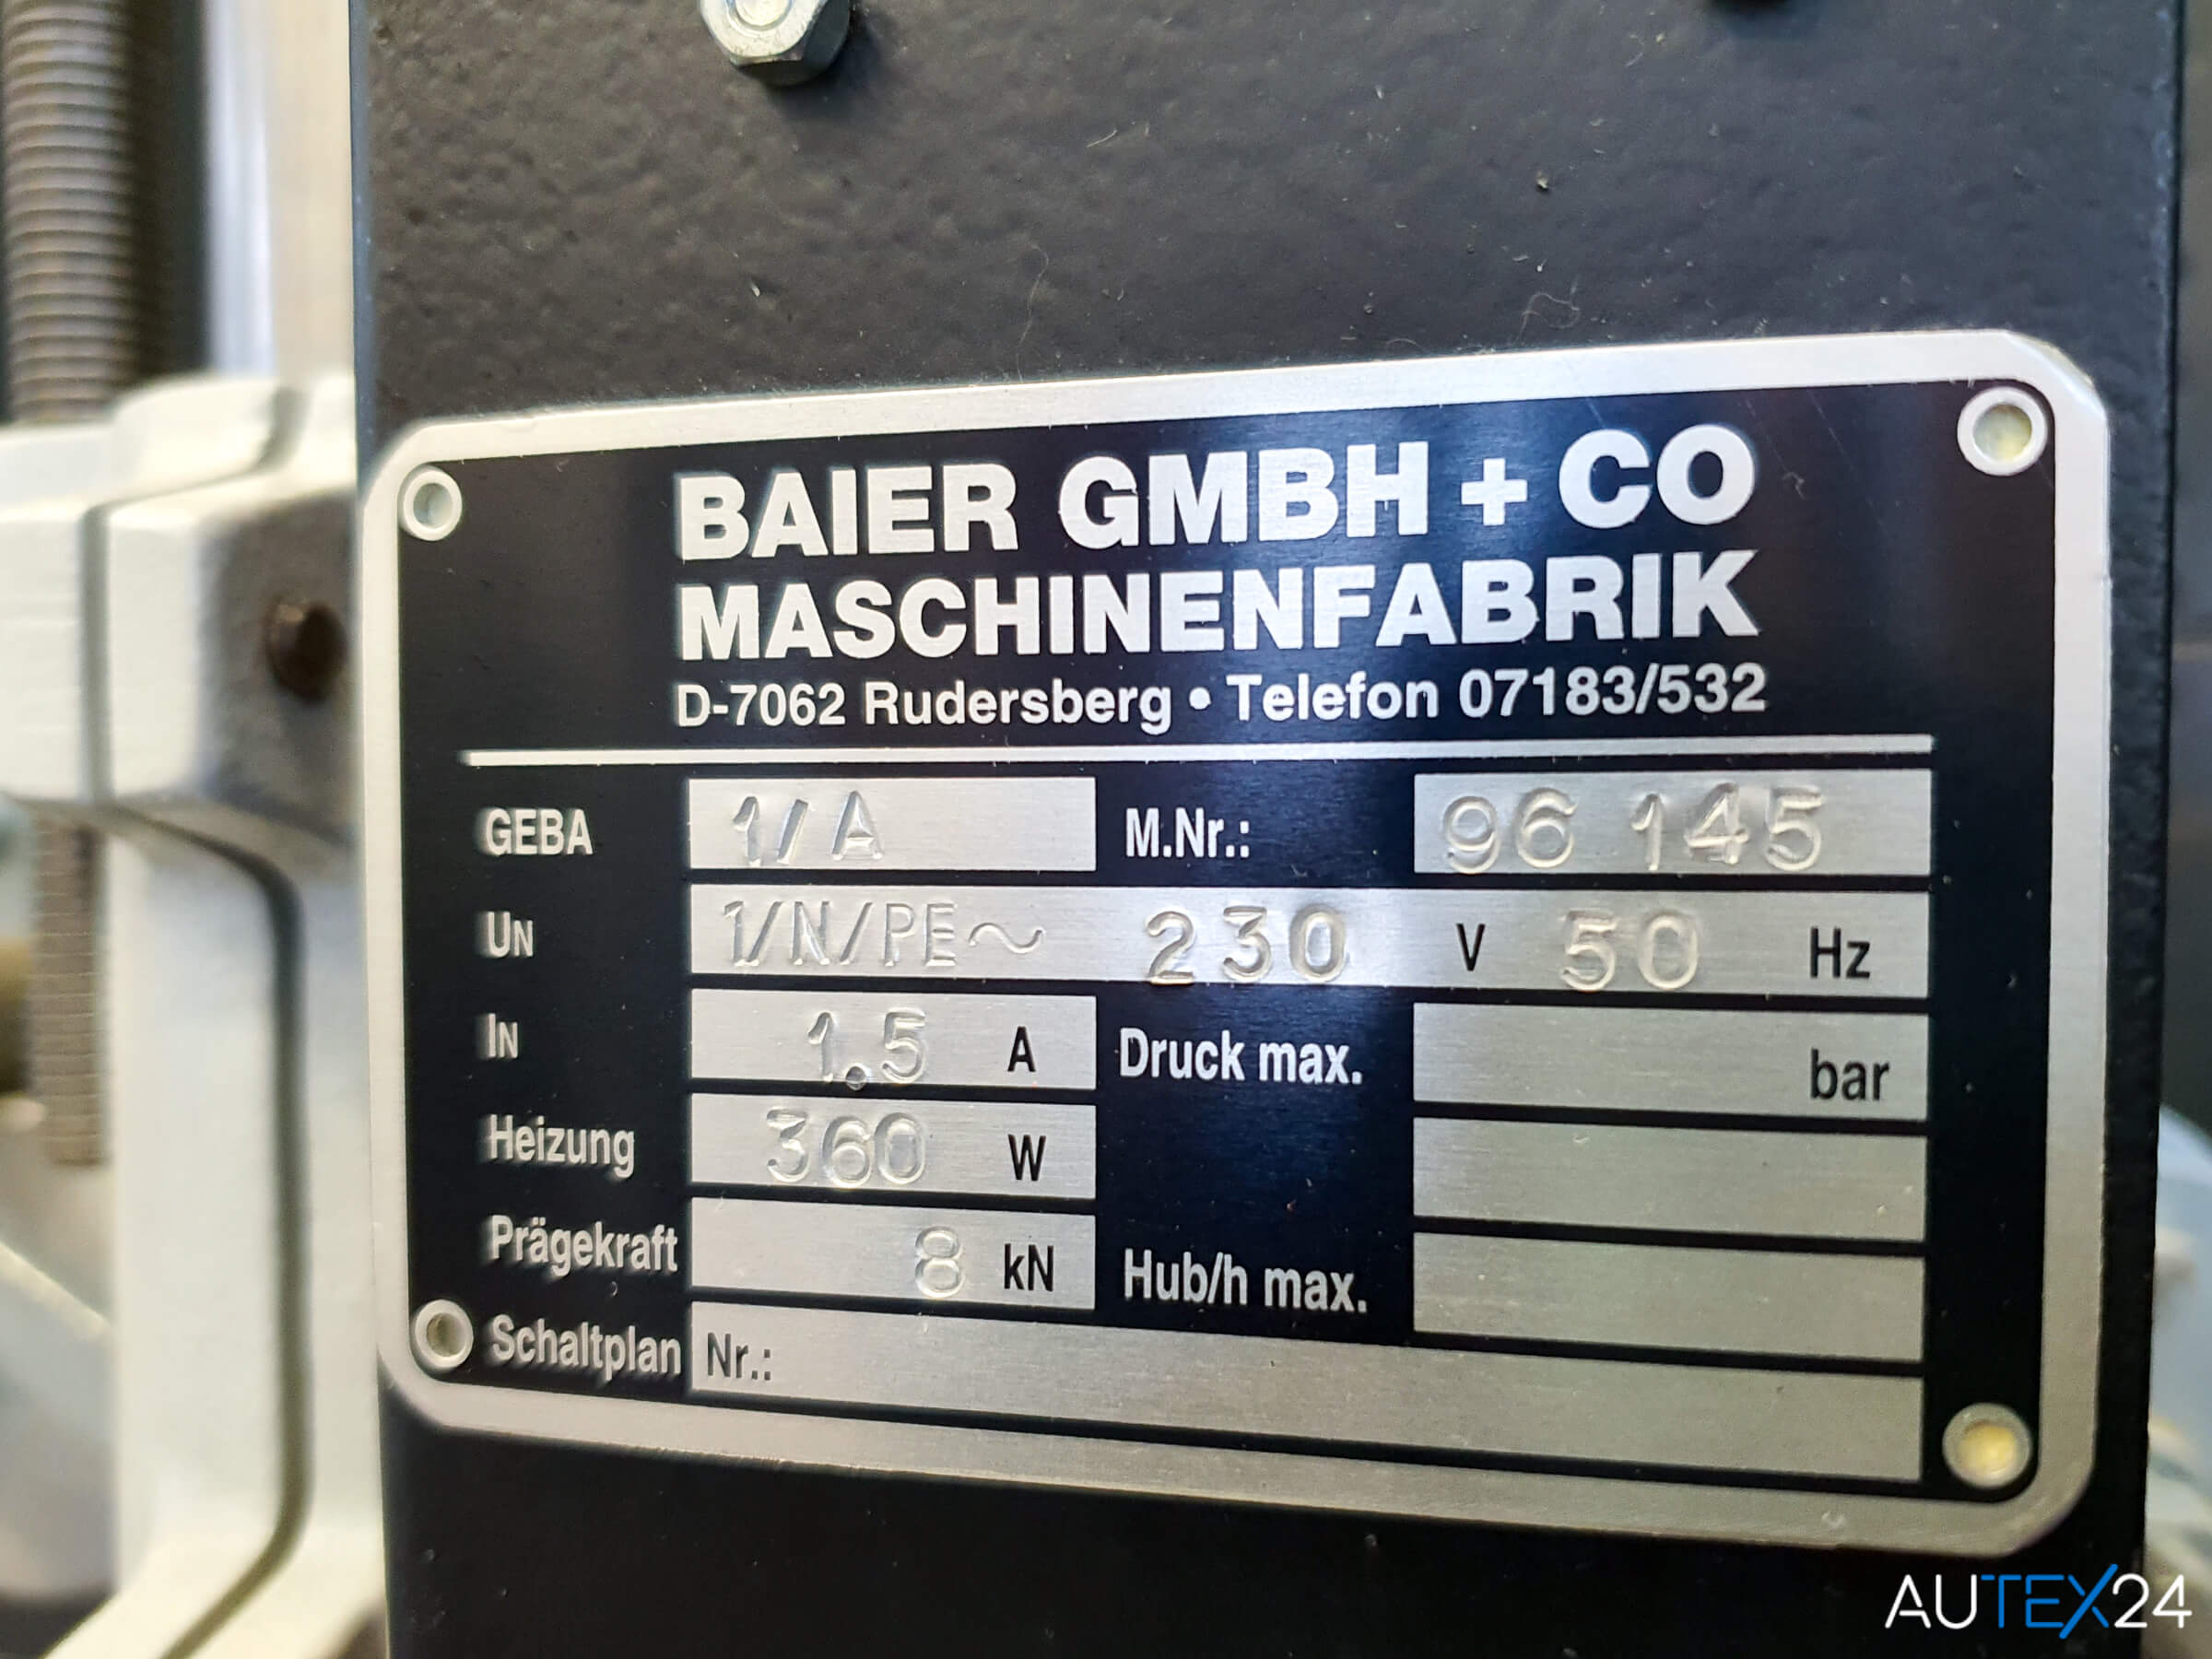 BAIER GMBH + CO
MASCHINENFABRIK
D-7062 Rudersberg • Telefon 07183/532
GEBA 1/A M.Nr.: 96 145
UN 1/N/PE~ 230 V 50 Hz
IN 1.5 A Druck max. bar
Heizung 360 W
Prägekraft 8 kN Hub/h max.
Schaltplan Nr.:
AUTEX24